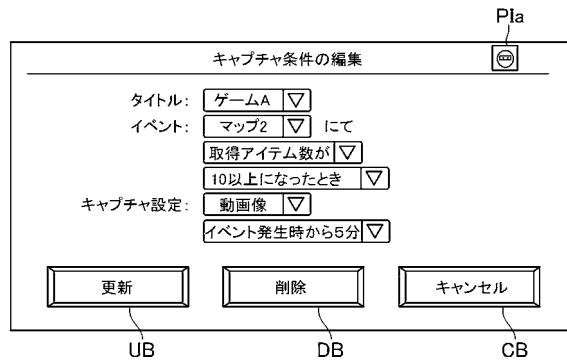 PIa
キャプチャ条件の編集
タイトル: ゲームA
イベント: マップ2 にて
取得アイテム数が
10以上になったとき
キャプチャ設定: 動画像
イベント発生時から5分
更新 削除 キャンセル
UB DB CB